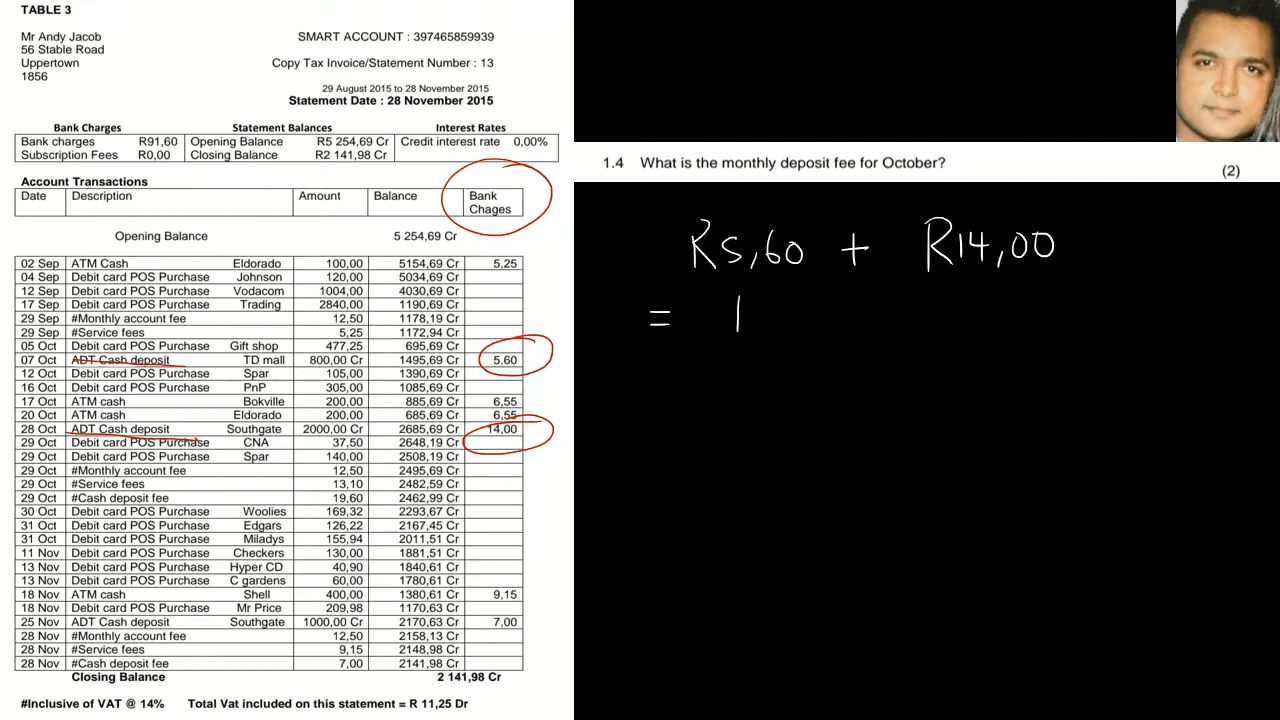 TABLE 3
Mr Andy Jacob
56 Stable Road
Uppertown
1856
SMART ACCOUNT : 397465859939
Copy Tax Invoice/Statement Number : 13
29 August 2015 to 28 November 2015
Statement Date : 28 November 2015
Bank Charges Statement Balances Interest Rates
Bank charges R91,60 Opening Balance R5 254,69 Cr Credit interest rate 0,00%
Subscription Fees R0,00 Closing Balance R2 141,98 Cr
Account Transactions
Date Description Amount Balance Bank
Chages
Opening Balance 5 254,69 Cr
02 Sep ATM Cash Eldorado 100,00 5154,69 Cr 5,25
04 Sep Debit card POS Purchase Johnson 120,00 5034,69 Cr
12 Sep Debit card POS Purchase Vodacom 1004,00 4030,69 Cr
17 Sep Debit card POS Purchase Trading 2840,00 1190,69 Cr
29 Sep #Monthly account fee 12,50 1178,19 Cr
29 Sep #Service fees 5,25 1172,94 Cr
05 Oct Debit card POS Purchase Gift shop 477,25 695,69 Cr
07 Oct ADT Cash deposit TD mall 800,00 Cr 1495,69 Cr 5,60
12 Oct Debit card POS Purchase Spar 105,00 1390,69 Cr
16 Oct Debit card POS Purchase PnP 305,00 1085,69 Cr
17 Oct ATM cash Bokville 200,00 885,69 Cr 6,55
20 Oct ATM cash Eldorado 200,00 685,69 Cr 6,55
28 Oct ADT Cash deposit Southgate 2000,00 Cr 2685,69 Cr 14,00
29 Oct Debit card POS Purchase CNA 37,50 2648,19 Cr
29 Oct Debit card POS Purchase Spar 140,00 2508,19 Cr
29 Oct #Monthly account fee 12,50 2495,69 Cr
29 Oct #Service fees 13,10 2482,59 Cr
29 Oct #Cash deposit fee 19,60 2462,99 Cr
30 Oct Debit card POS Purchase Woolies 169,32 2293,67 Cr
31 Oct Debit card POS Purchase Edgars 126,22 2167,45 Cr
31 Oct Debit card POS Purchase Miladys 155,94 2011,51 Cr
11 Nov Debit card POS Purchase Checkers 130,00 1881,51 Cr
13 Nov Debit card POS Purchase Hyper CD 40,90 1840,61 Cr
13 Nov Debit card POS Purchase C gardens 60,00 1780,61 Cr
18 Nov ATM cash Shell 400,00 1380,61 Cr 9,15
18 Nov Debit card POS Purchase Mr Price 209,98 1170,63 Cr
25 Nov ADT Cash deposit Southgate 1000,00 Cr 2170,63 Cr 7,00
28 Nov #Monthly account fee 12,50 2158,13 Cr
28 Nov #Service fees 9,15 2148,98 Cr
28 Nov #Cash deposit fee 7,00 2141,98 Cr
Closing Balance 2 141,98 Cr
#Inclusive of VAT @ 14% Total Vat included on this statement = R 11,25 Dr
1.4 What is the monthly deposit fee for October?
(2)
R5,60 + R14,00
= 1